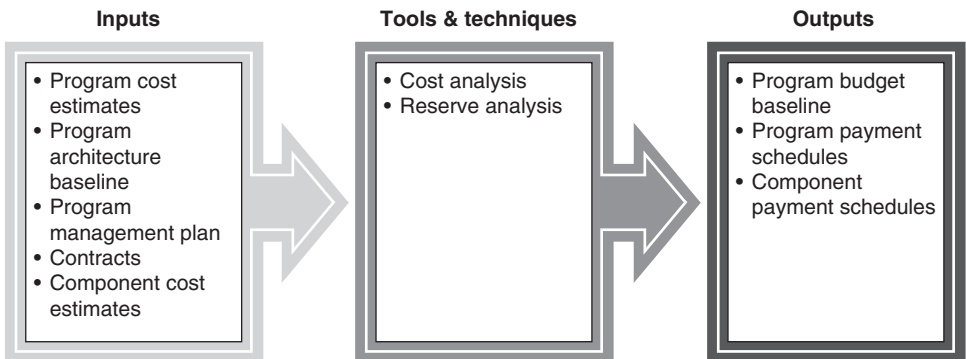 Inputs
• Program cost
estimates
• Program
architecture
baseline
• Program
management plan
• Contracts
• Component cost
estimates
Tools & techniques
• Cost analysis
• Reserve analysis
Outputs
• Program budget
baseline
• Program payment
schedules
• Component
payment schedules